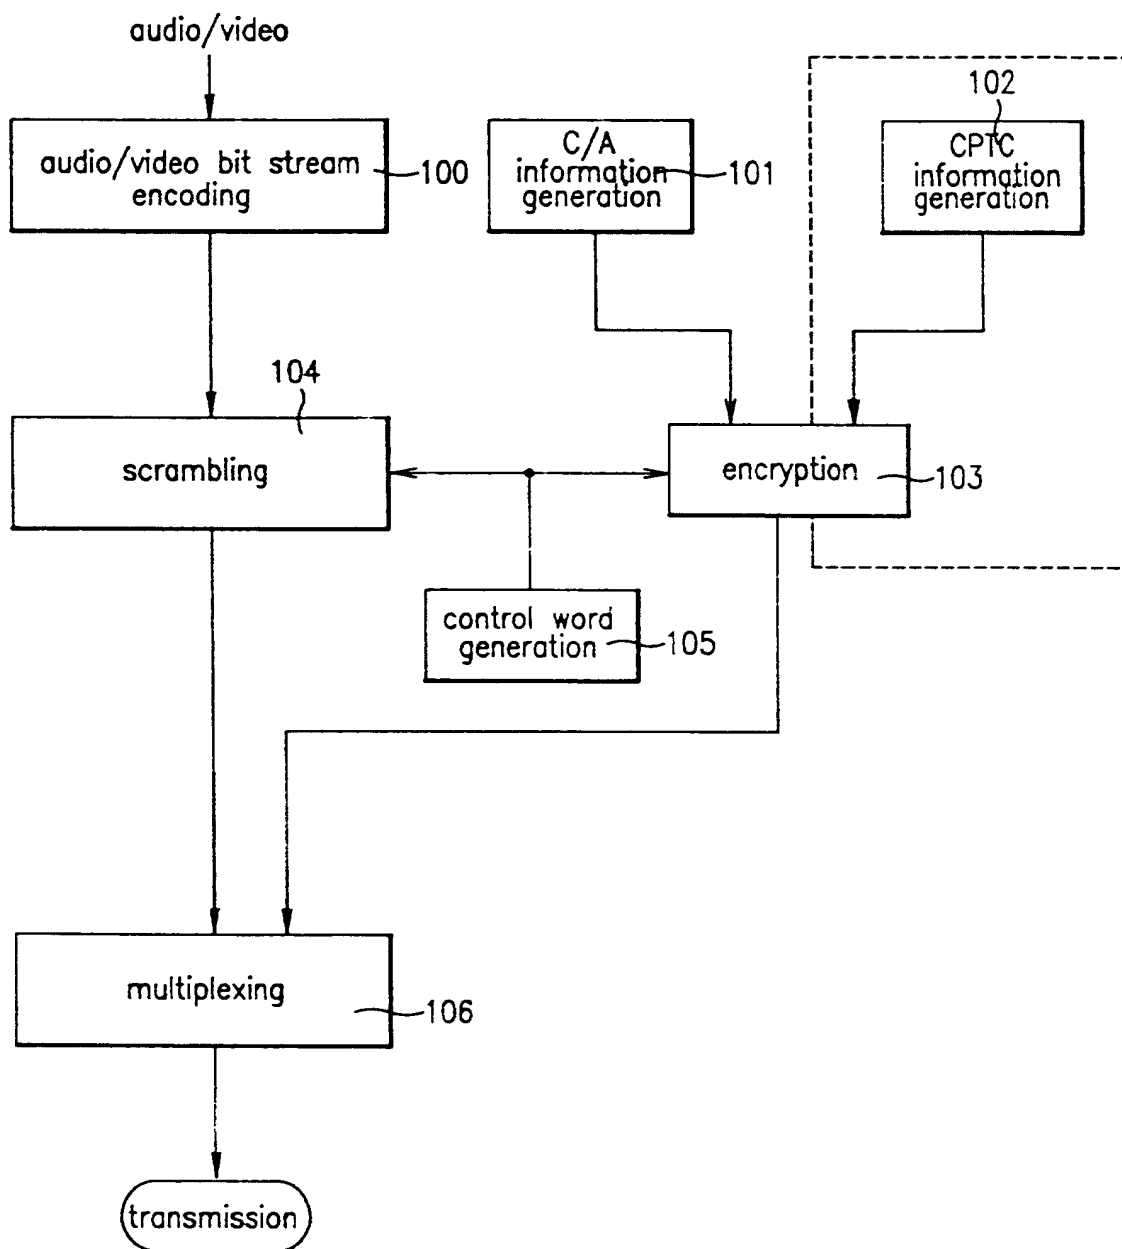 audio/video
audio/video bit stream
encoding
100
C/A
information
generation
101
102
CPTC
information
generation
104
scrambling
encryption
103
control word
generation
105
multiplexing
106
transmission